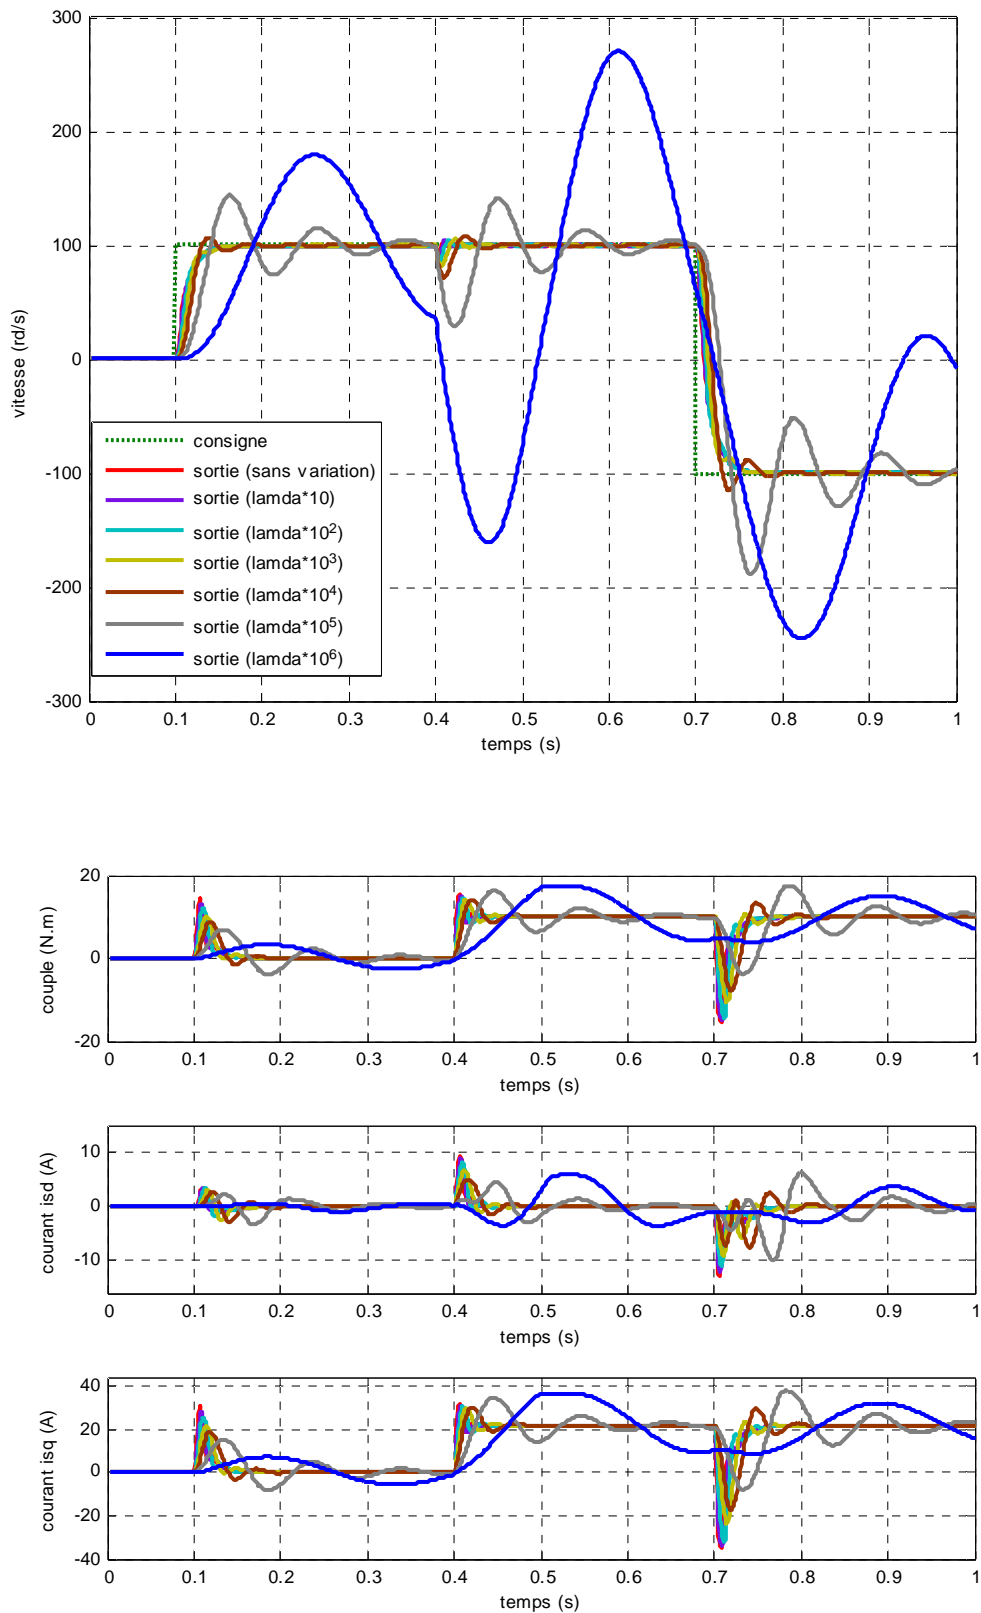 300
200
100
0
-100
-200
-300
vitesse (rd/s)
consigne
sortie (sans variation)
sortie (lamda*10)
sortie (lamda*10²)
sortie (lamda*10³)
sortie (lamda*10⁴)
sortie (lamda*10⁵)
sortie (lamda*10⁶)
0 0.1 0.2 0.3 0.4 0.5 0.6 0.7 0.8 0.9 1
temps (s)
20
0
-20
couple (N.m)
0 0.1 0.2 0.3 0.4 0.5 0.6 0.7 0.8 0.9 1
temps (s)
10
0
-10
courant isd (A)
0 0.1 0.2 0.3 0.4 0.5 0.6 0.7 0.8 0.9 1
temps (s)
40
20
0
-20
-40
courant isq (A)
0 0.1 0.2 0.3 0.4 0.5 0.6 0.7 0.8 0.9 1
temps (s)